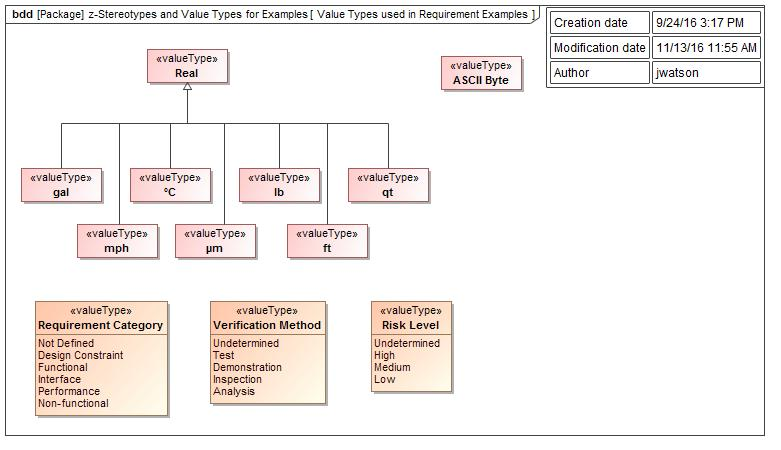 bdd [Package] z-Stereotypes and Value Types for Examples [ Value Types used in Requirement Examples ]
Creation date 9/24/16 3:17 PM
Modification date 11/13/16 11:55 AM
Author jwatson
«valueType»
Real
«valueType»
ASCII Byte
«valueType»
gal
«valueType»
°C
«valueType»
lb
«valueType»
qt
«valueType»
mph
«valueType»
µm
«valueType»
ft
«valueType»
Requirement Category
Not Defined
Design Constraint
Functional
Interface
Performance
Non-functional
«valueType»
Verification Method
Undetermined
Test
Demonstration
Inspection
Analysis
«valueType»
Risk Level
Undetermined
High
Medium
Low